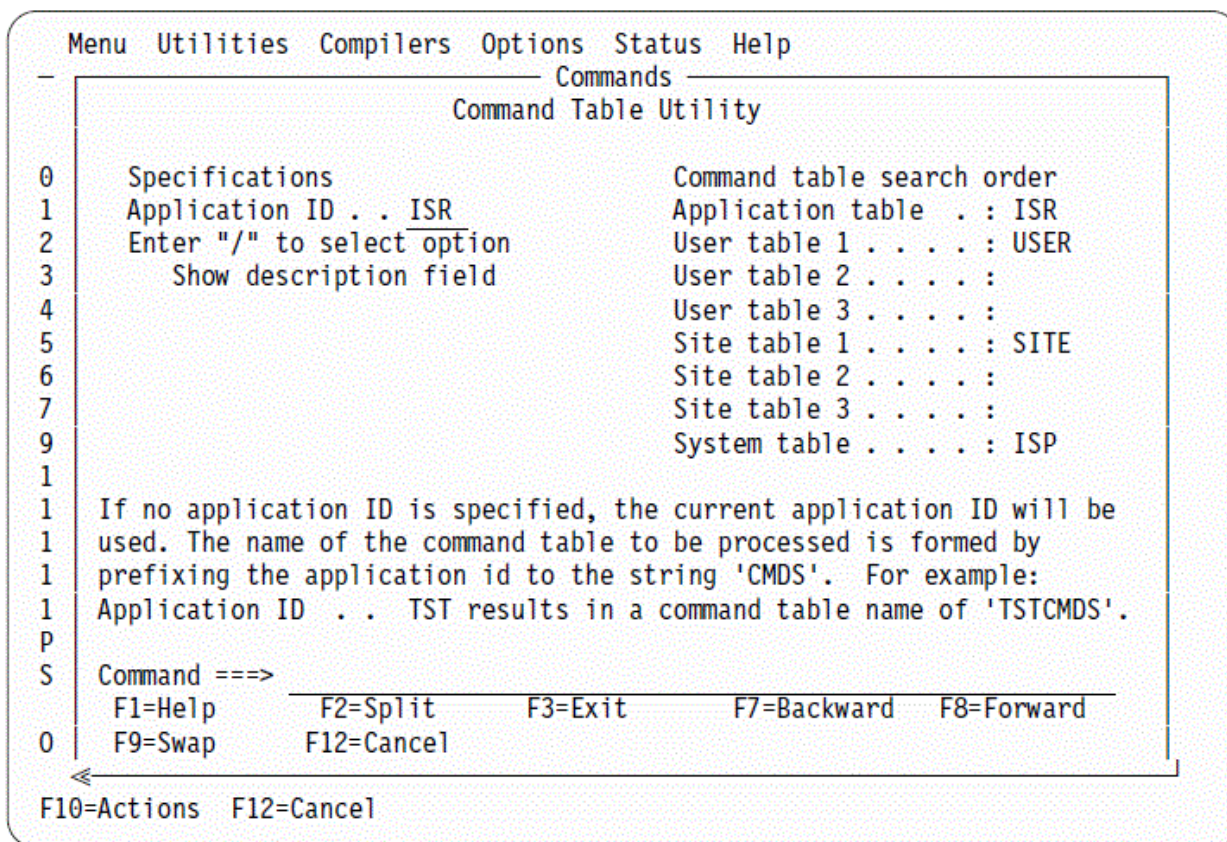 Menu  Utilities  Compilers  Options  Status  Help
Commands
Command Table Utility
0  Specifications  Command table search order
1  Application ID . . ISR  Application table  . : ISR
2  Enter "/" to select option  User table 1 . . . . : USER
3  Show description field  User table 2 . . . . :
4  User table 3 . . . . :
5  Site table 1 . . . . : SITE
6  Site table 2 . . . . :
7  Site table 3 . . . . :
9  System table . . . . : ISP
1
1  If no application ID is specified, the current application ID will be
1  used. The name of the command table to be processed is formed by
1  prefixing the application id to the string 'CMDS'.  For example:
1  Application ID  . . .  TST results in a command table name of 'TSTCMDS'.
P
S  Command ===>
F1=Help  F2=Split  F3=Exit  F7=Backward  F8=Forward
O  F9=Swap  F12=Cancel
F10=Actions  F12=Cancel